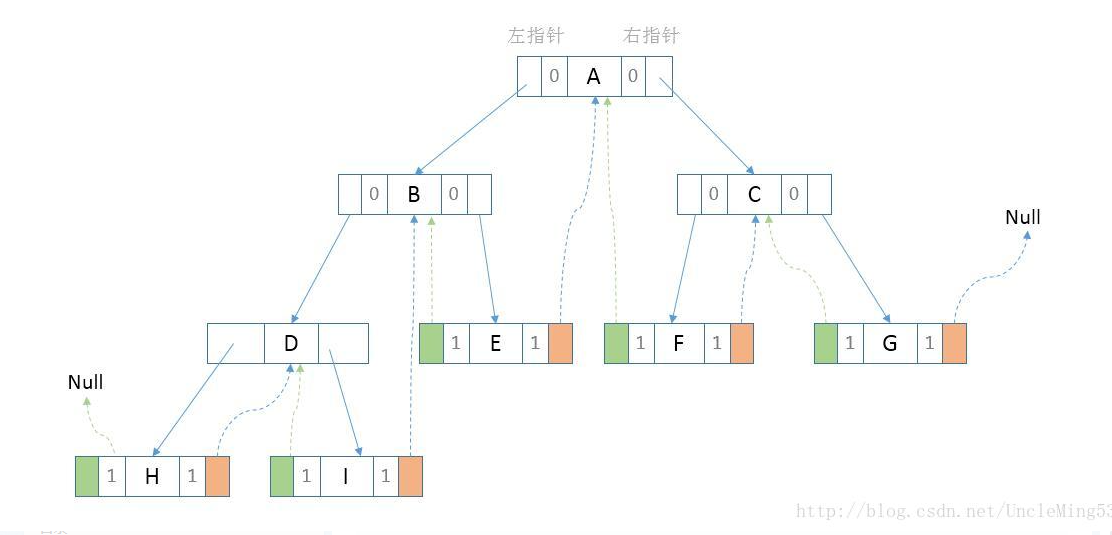 左指针 右指针
0 A 0
0 B 0
0 C 0
Null
D
1 E 1
1 F 1
1 G 1
Null
1 H 1
1 I 1
http://blog.csdn.net/UncleMing53